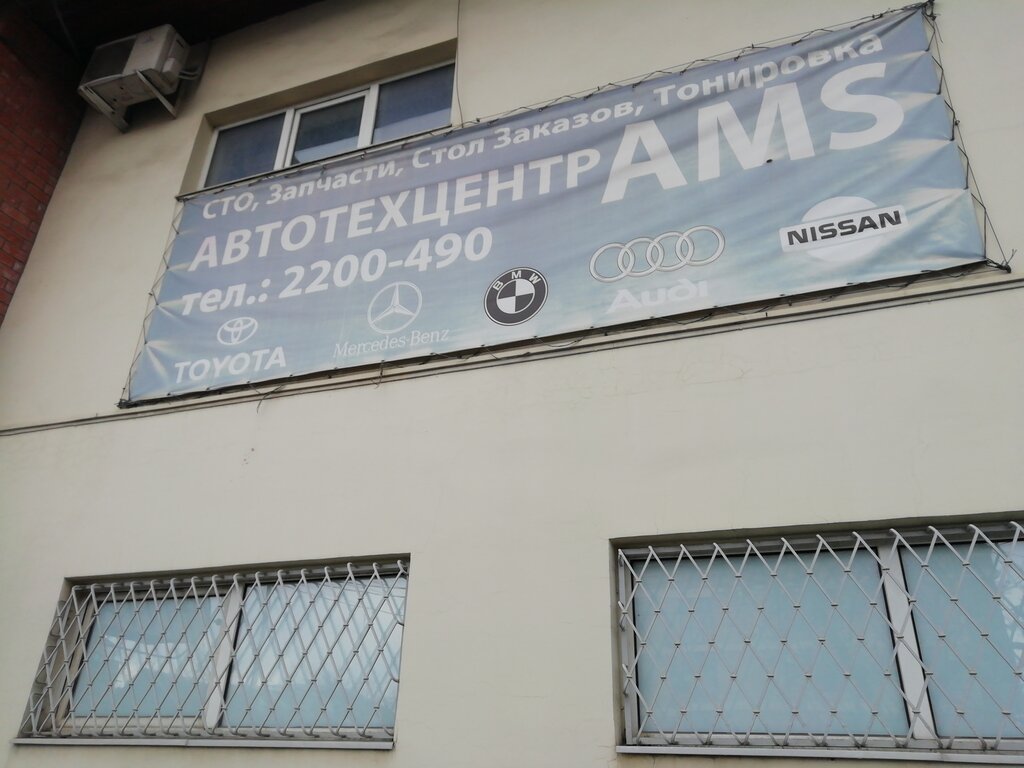 СТО, Запчасти, Стол Заказов, тонировка
АВТОТЕХЦЕНТР AMS
тел.: 2200-490
TOYOTA
Mercedes-Benz
BMW
Audi
NISSAN